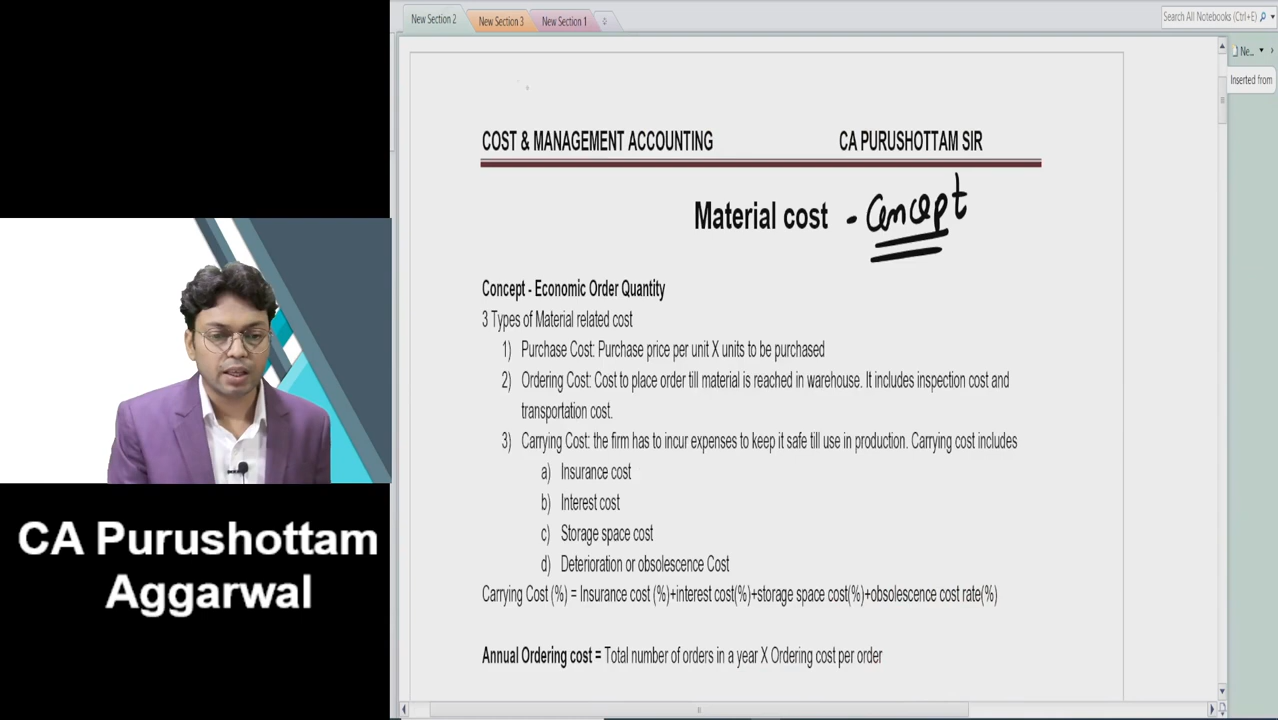 New Section 2
New Section 3
New Section 1
Search All Notebooks (Ctrl+E)
Ne...
Inserted from
COST & MANAGEMENT ACCOUNTING CA PURUSHOTTAM SIR
Material cost - concept
Concept - Economic Order Quantity
3 Types of Material related cost
1) Purchase Cost: Purchase price per unit X units to be purchased
2) Ordering Cost: Cost to place order till material is reached in warehouse. It includes inspection cost and
transportation cost.
3) Carrying Cost: the firm has to incur expenses to keep it safe till use in production. Carrying cost includes
a) Insurance cost
b) Interest cost
c) Storage space cost
d) Deterioration or obsolescence Cost
Carrying Cost (%) = Insurance cost (%)+interest cost(%)+storage space cost(%)+obsolescence cost rate(%)
Annual Ordering cost = Total number of orders in a year X Ordering cost per order
CA Purushottam
Aggarwal